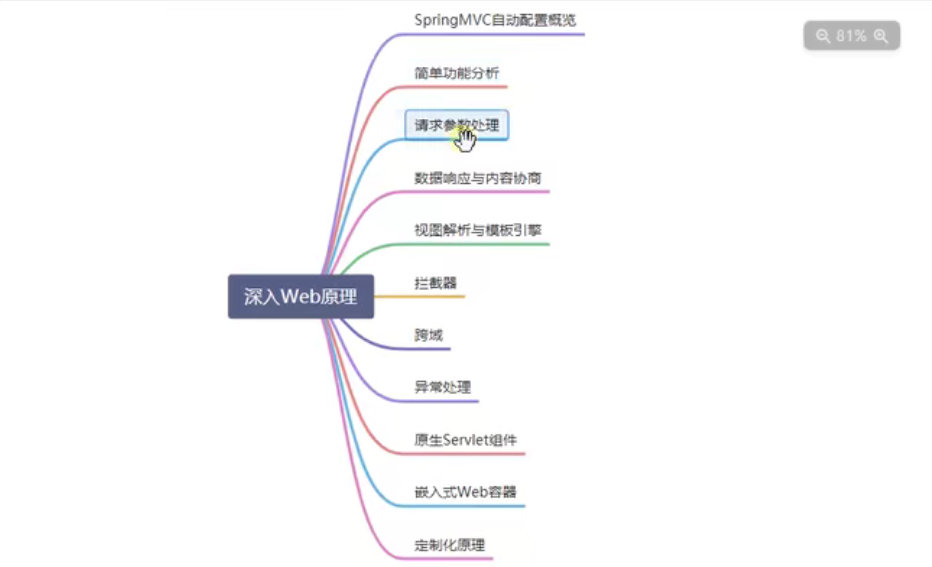 SpringMVC自动配置概览
81%
简单功能分析
请求参数处理
数据响应与内容协商
视图解析与模板引擎
拦截器
深入Web原理
跨域
异常处理
原生Servlet组件
嵌入式Web容器
定制化原理